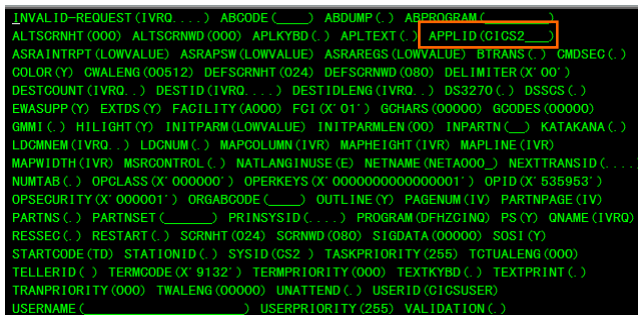 INVALID-REQUEST(IVRQ....) ABCODE(____) ABDUMP(.) ABPROGRAM(________)
ALTSCRNHT(000) ALTSCRNWD(000) APLKYBD(.) APLTEXT(.) APPLID(CICS2___)
ASRAINTRPT(LOWVALUE) ASRAPSW(LOWVALUE) ASRAREGS(LOWVALUE) BTRANS(.) CMDSEC(.)
COLOR(Y) CWALENG(00512) DEFSCRNHT(024) DEFSCRNWD(080) DELIMITER(X'00')
DESTCOUNT(IVRQ..) DESTID(IVRQ....) DESTIDLENG(IVRQ..) DS3270(.) DSSCS(.)
EWASUPP(Y) EXTDS(Y) FACILITY(A000) FCI(X'01') GCHARS(00000) GCODES(00000)
GMMI(.) HILIGHT(Y) INITPARM(LOWVALUE) INITPARMLEN(00) INPARTN(__) KATAKANA(.)
LDCMNEM(IVRQ..) LDCNUM(.) MAPCOLUMN(IVR) MAPHEIGHT(IVR) MAPLINE(IVR)
MAPWIDTH(IVR) MSRCONTROL(.) NATLANGINUSE(E) NETNAME(NETA000_) NEXTTRANSID(....
NUMTAB(.) OPCLASS(X'000000') OPERKEYS(X'0000000000000001') OPID(X'535953')
OPSECURITY(X'000001') ORGABCODE(____) OUTLINE(Y) PAGENUM(IV) PARTNPAGE(IV)
PARTNS(.) PARTNSET(______) PRINSYSID(....) PROGRAM(DFHZCINQ) PS(Y) QNAME(IVRQ)
RESSEC(.) RESTART(.) SCRNHT(024) SCRNWD(080) SIGDATA(00000) SOSI(Y)
STARTCODE(TD) STATIONID(.) SYSID(CS2 ) TASKPRIORITY(255) TCTUALENG(000)
TELLERID( ) TERMCODE(X'9132') TERMPRIORITY(000) TEXTKYBD(.) TEXTPRINT(.)
TRANPRIORITY(000) TWALENG(00000) UNATTEND(.) USERID(CICSUSER)
USERNAME(____________________) USERPRIORITY(255) VALIDATION(.)